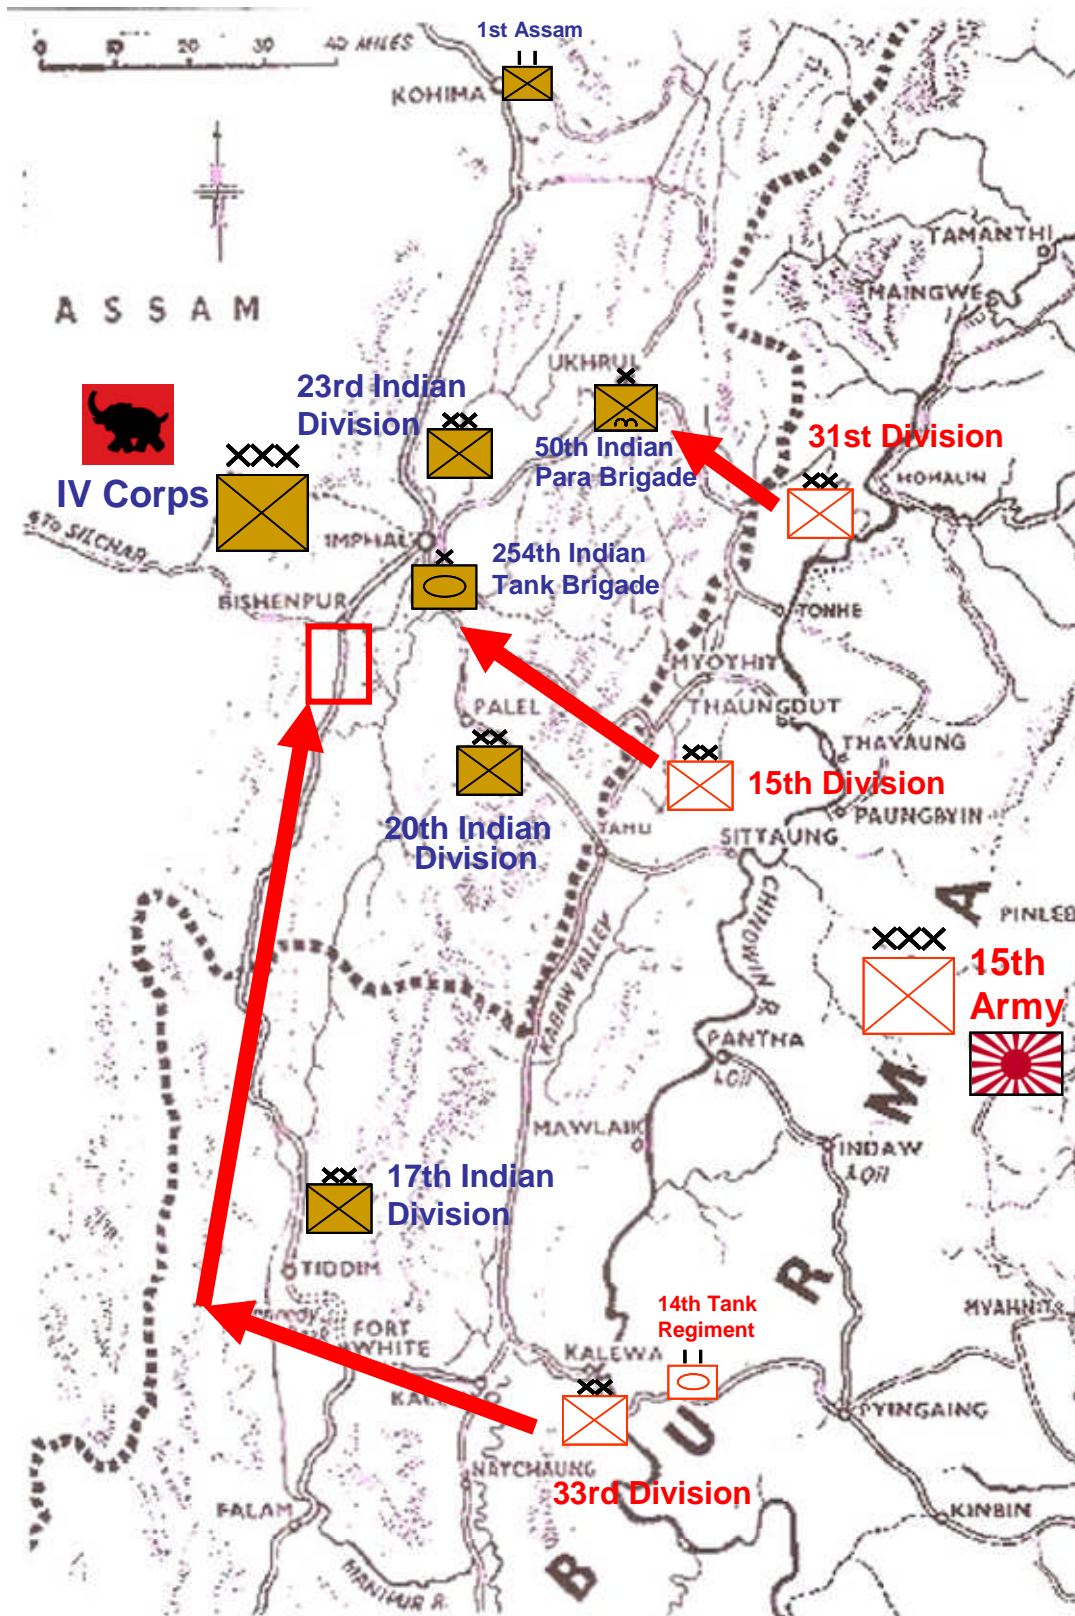 1st Assam
0 10 20 30 40 MILES
KOHIMA
TAMANTHI
MAINGWE
ASSAM
UKHRUL
23rd Indian
Division
50th Indian
Para Brigade
31st Division
HOMALIN
IV Corps
TO SILCHAR
IMPHAL
254th Indian
Tank Brigade
BISHENPUR
TONHE
MYOTHIT
PALEL
THAUNGDUT
THAYAUNG
15th Division
PAUNGBYIN
20th Indian
Division
TAMU
SITTAUNG
CHINDWIN R.
PINLEB
15th
Army
KABAW VALLEY
PANTHA
MAWLAIK
INDAW
17th Indian
Division
TIDDIM
14th Tank
Regiment
FORT
WHITE
KALEWA
PYINGAING
33rd Division
NATCHAUNG
FALAM
KINBIN
MANIPUR R.
BURMA